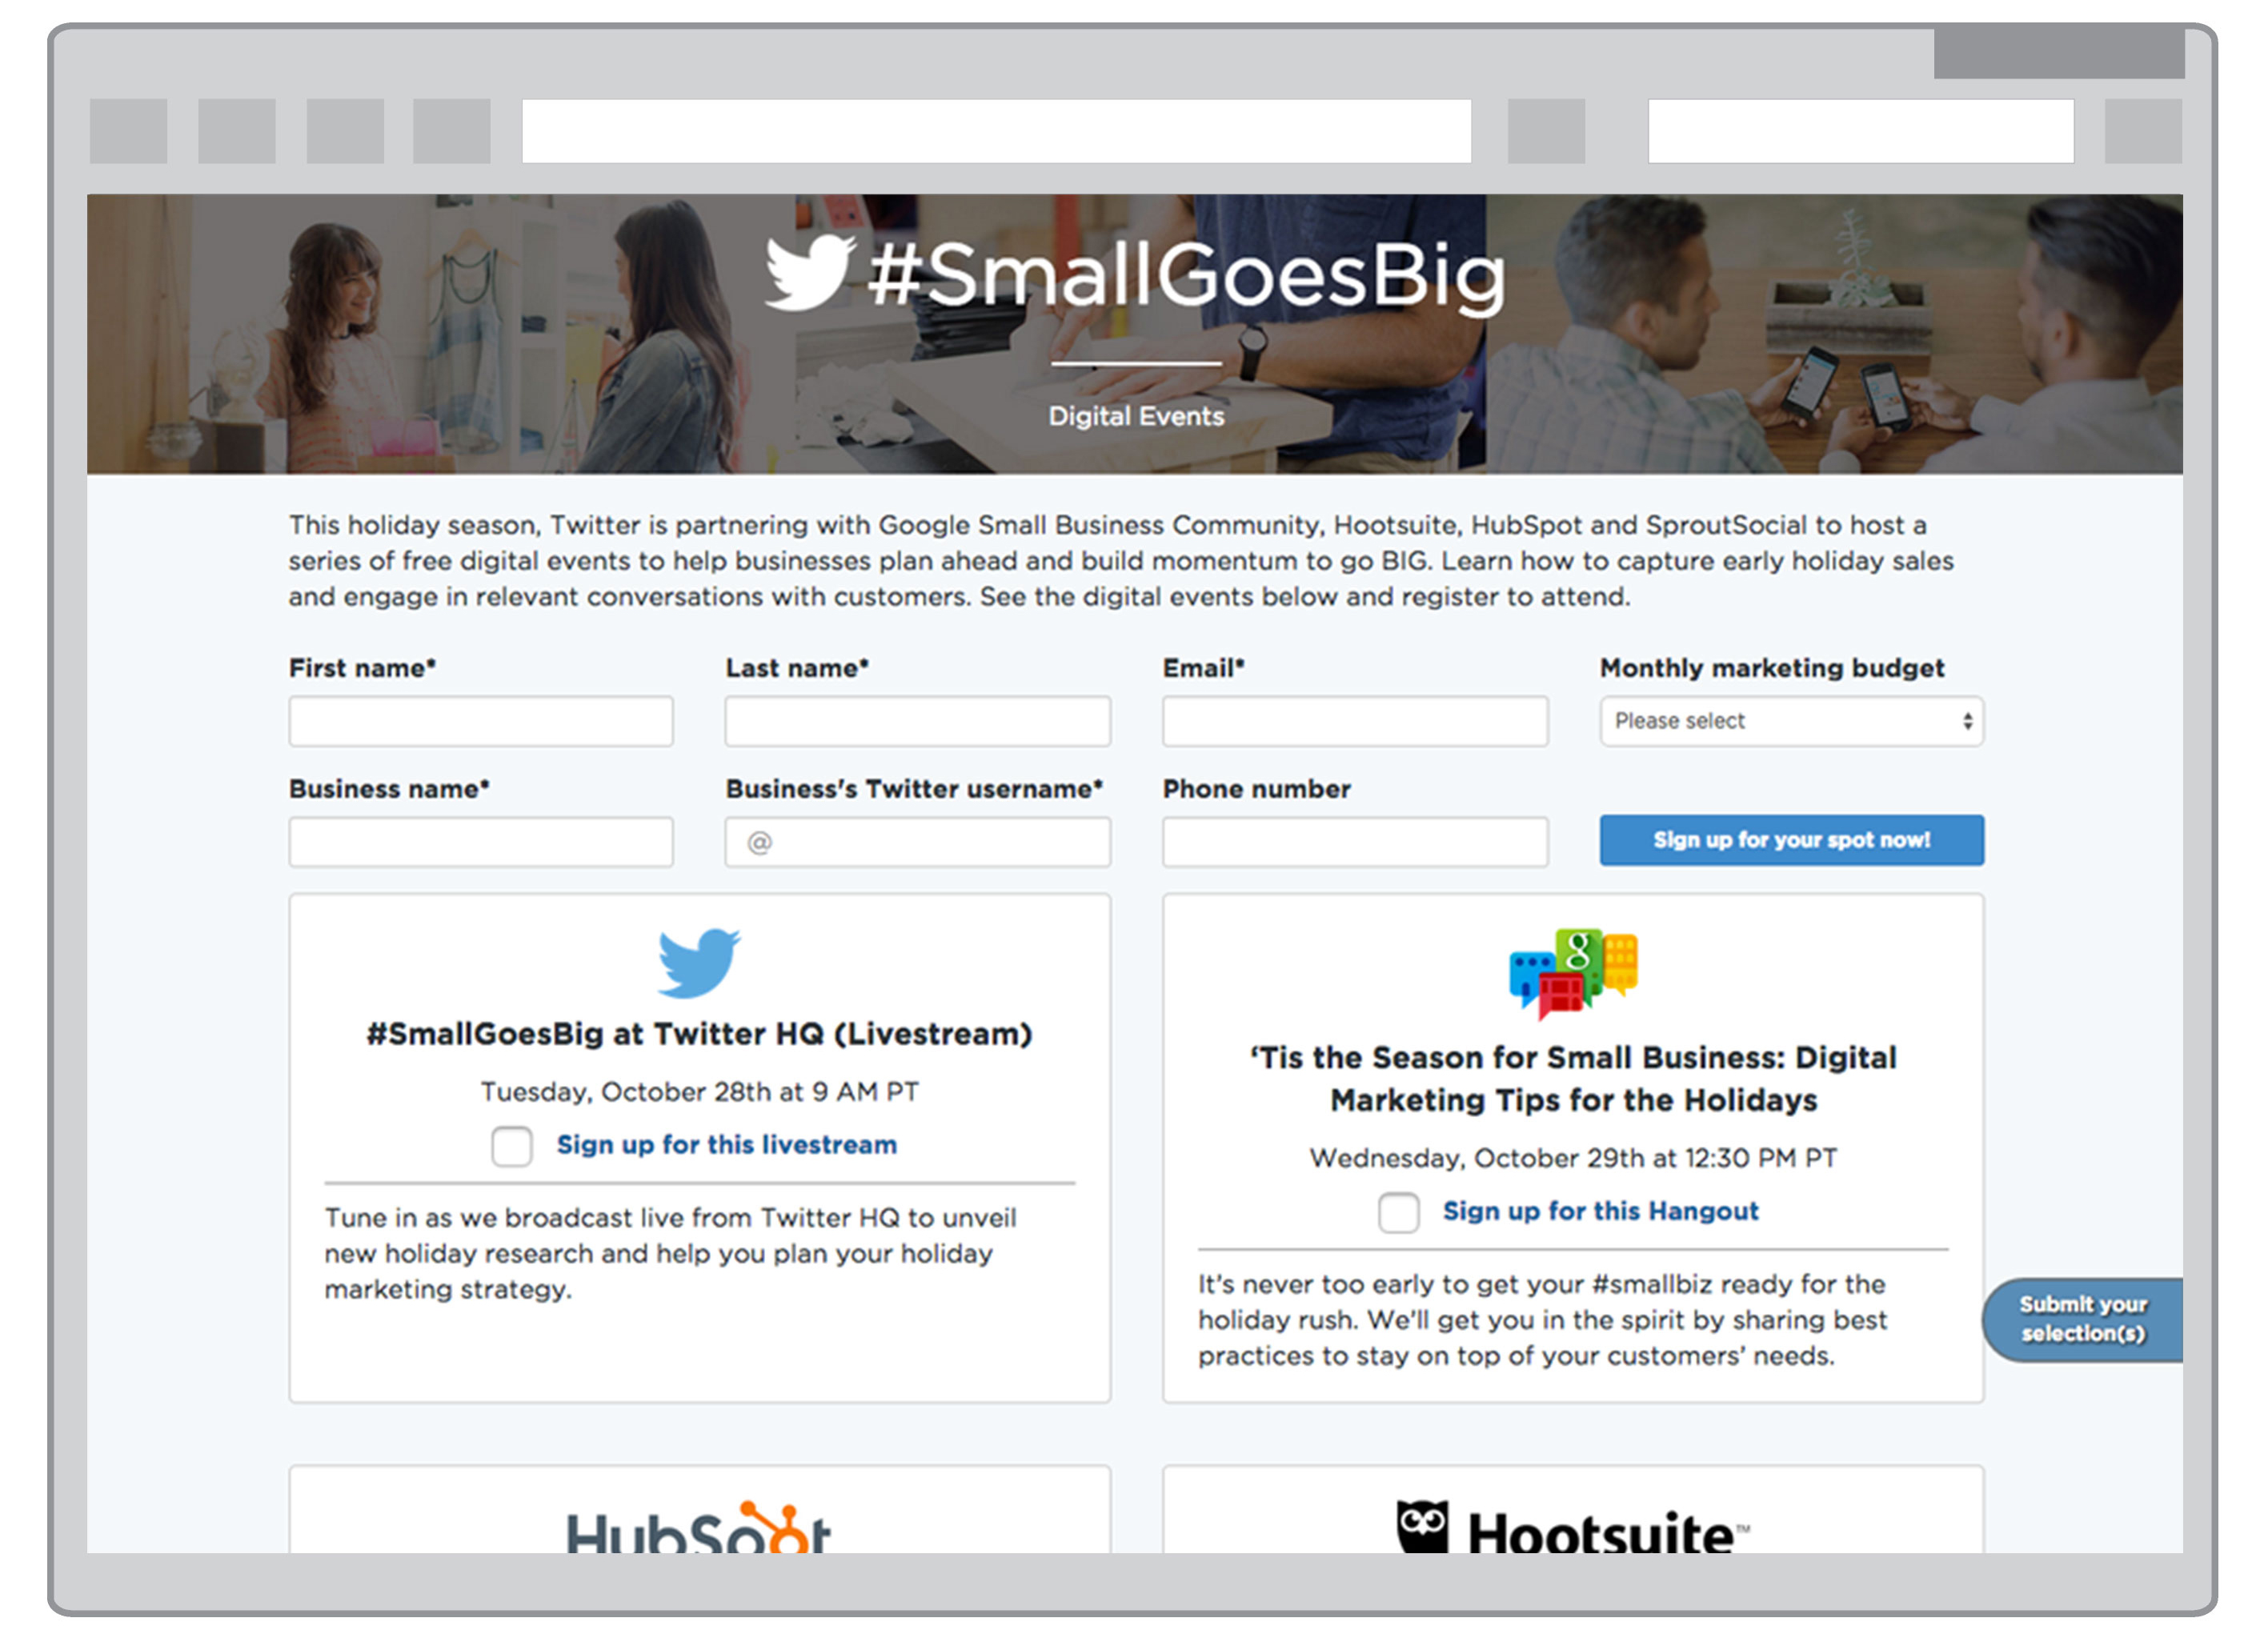 #SmallGoesBig
Digital Events
This holiday season, Twitter is partnering with Google Small Business Community, Hootsuite, HubSpot and SproutSocial to host a
series of free digital events to help businesses plan ahead and build momentum to go BIG. Learn how to capture early holiday sales
and engage in relevant conversations with customers. See the digital events below and register to attend.
First name*
Last name*
Email*
Monthly marketing budget
Please select
Business name*
Business's Twitter username*
Phone number
@
Sign up for your spot now!
#SmallGoesBig at Twitter HQ (Livestream)
Tuesday, October 28th at 9 AM PT
Sign up for this livestream
Tune in as we broadcast live from Twitter HQ to unveil
new holiday research and help you plan your holiday
marketing strategy.
g
‘Tis the Season for Small Business: Digital
Marketing Tips for the Holidays
Wednesday, October 29th at 12:30 PM PT
Sign up for this Hangout
It's never too early to get your #smallbiz ready for the
holiday rush. We'll get you in the spirit by sharing best
practices to stay on top of your customers' needs.
Submit your
selection(s)
HubSpot
Hootsuite™